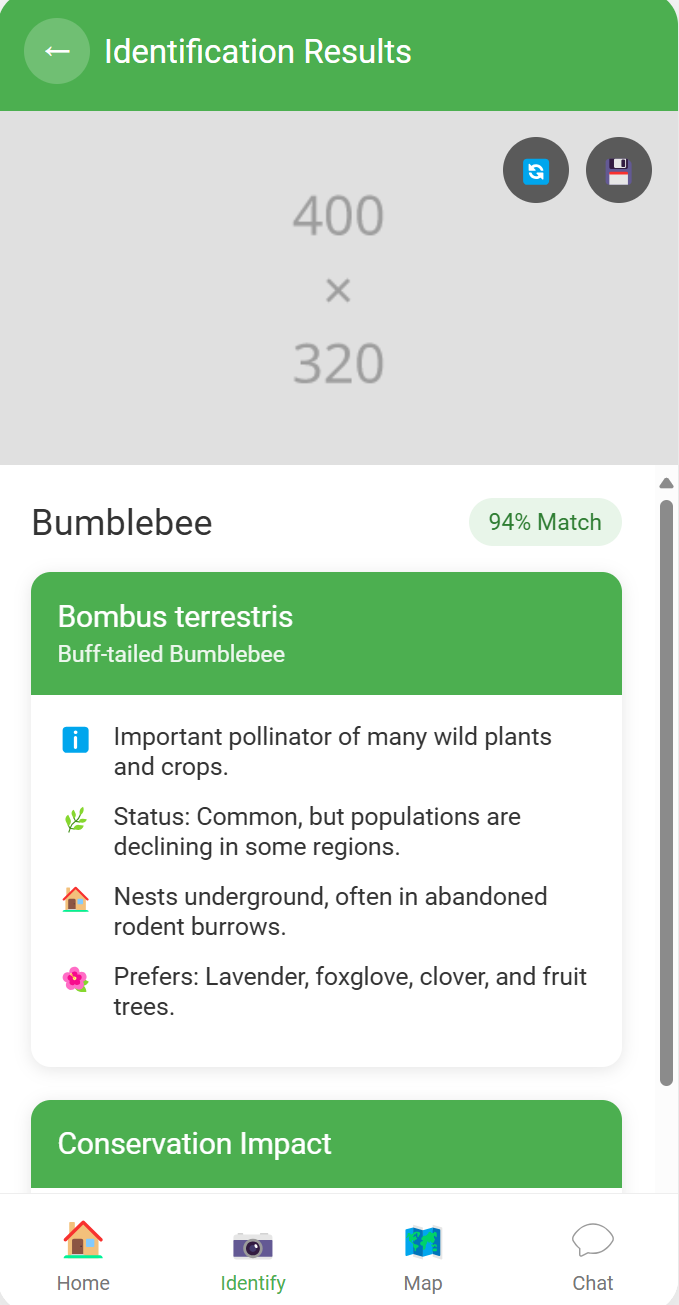 Identification Results
400
×
320
Bumblebee
94% Match
Bombus terrestris
Buff-tailed Bumblebee
Important pollinator of many wild plants
and crops.
Status: Common, but populations are
declining in some regions.
Nests underground, often in abandoned
rodent burrows.
Prefers: Lavender, foxglove, clover, and fruit
trees.
Conservation Impact
Home
Identify
Map
Chat